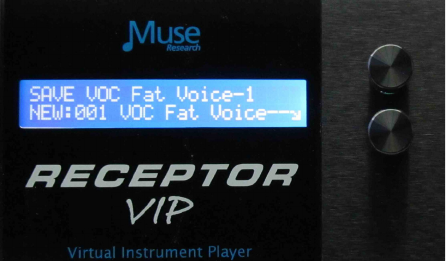 Muse
Research
SAVE VOC Fat Voice-1
NEW:001 VOC Fat Voice--↘
RECEPTOR
VIP
Virtual Instrument Player